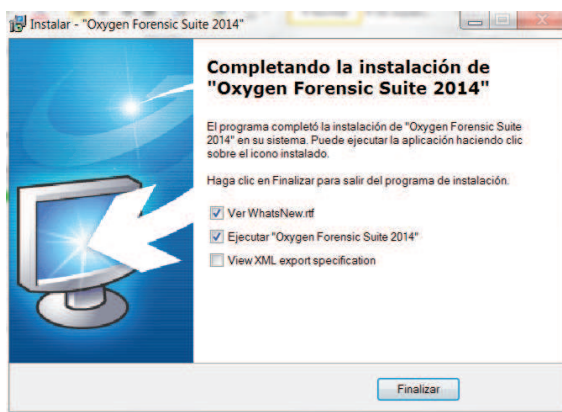 Instalar - "Oxygen Forensic Suite 2014"
Completando la instalación de
"Oxygen Forensic Suite 2014"
El programa completó la instalación de "Oxygen Forensic Suite
2014" en su sistema. Puede ejecutar la aplicación haciendo clic
sobre el icono instalado.
Haga clic en Finalizar para salir del programa de instalación.
Ver WhatsNew.rtf
Ejecutar "Oxygen Forensic Suite 2014"
View XML export specification
Finalizar